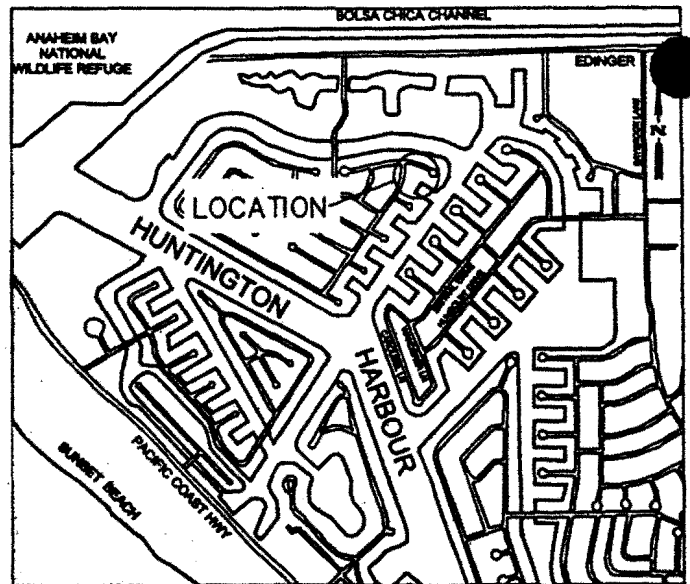 BOLSA CHICA CHANNEL
ANAHEIM BAY
NATIONAL
WILDLIFE REFUGE
EDINGER
N
LOCATION
HUNTINGTON
HARBOUR
PACIFIC COAST HWY
SUNSET BEACH